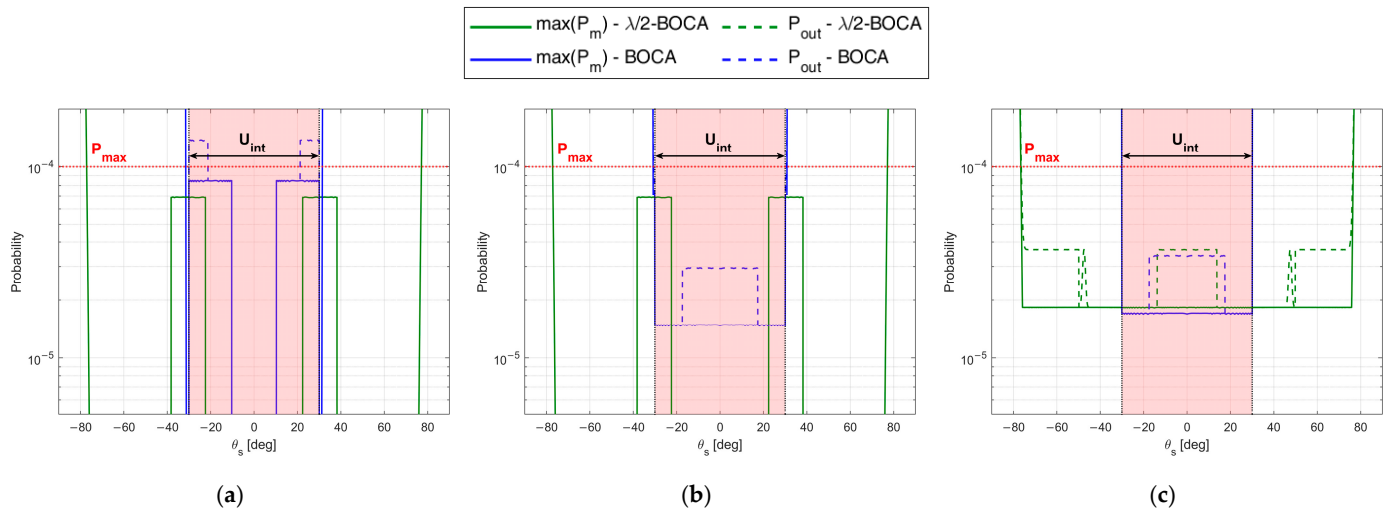 max(P_m) - λ/2-BOCA P_out - λ/2-BOCA
max(P_m) - BOCA P_out - BOCA
P_max U_int
10^-4
10^-5
Probability
−80 −60 −40 −20 0 20 40 60 80
θ_s [deg]
(a)
P_max U_int
10^-4
10^-5
Probability
−80 −60 −40 −20 0 20 40 60 80
θ_s [deg]
(b)
P_max U_int
10^-4
10^-5
Probability
−80 −60 −40 −20 0 20 40 60 80
θ_s [deg]
(c)